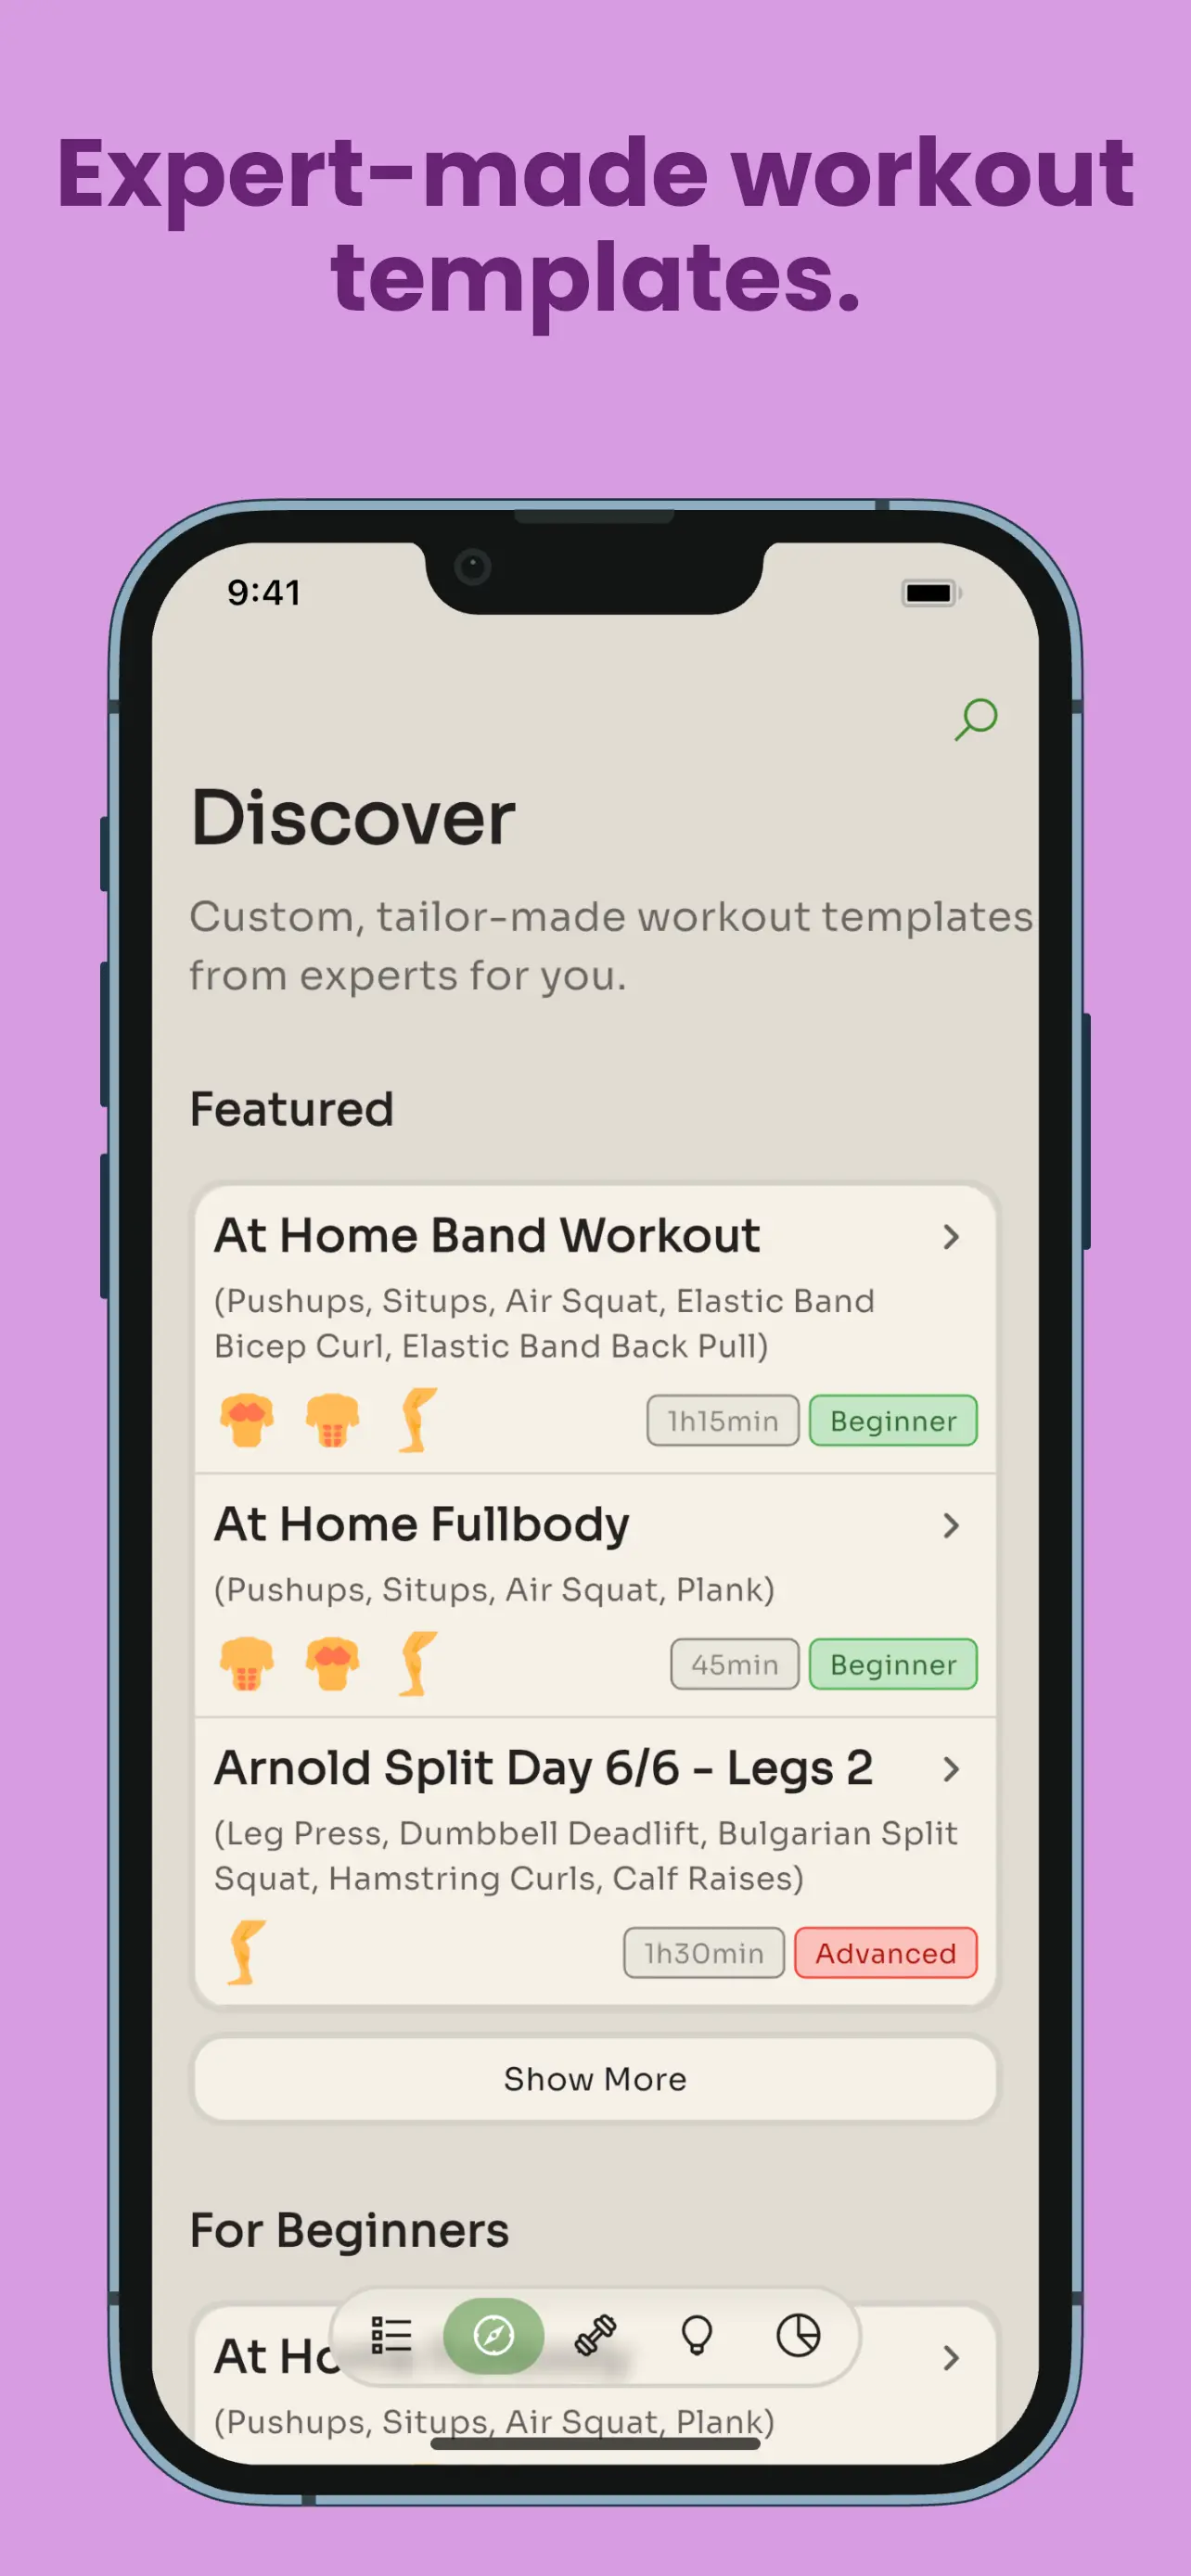 Expert-made workout
templates.
9:41
Discover
Custom, tailor-made workout templates
from experts for you.
Featured
At Home Band Workout
(Pushups, Situps, Air Squat, Elastic Band
Bicep Curl, Elastic Band Back Pull)
1h15min Beginner
At Home Fullbody
(Pushups, Situps, Air Squat, Plank)
45min Beginner
Arnold Split Day 6/6 - Legs 2
(Leg Press, Dumbbell Deadlift, Bulgarian Split
Squat, Hamstring Curls, Calf Raises)
1h30min Advanced
Show More
For Beginners
At
(Pushups, Situps, Air Squat, Plank)